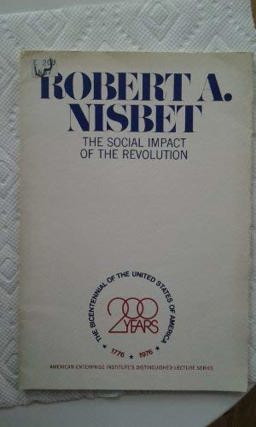 ROBERT A.
NISBET
THE SOCIAL IMPACT
OF THE REVOLUTION
THE BICENTENNIAL OF THE UNITED STATES OF AMERICA
200
YEARS
★ 1776 ★ 1976 ★
AMERICAN ENTERPRISE INSTITUTE'S DISTINGUISHED LECTURE SERIES